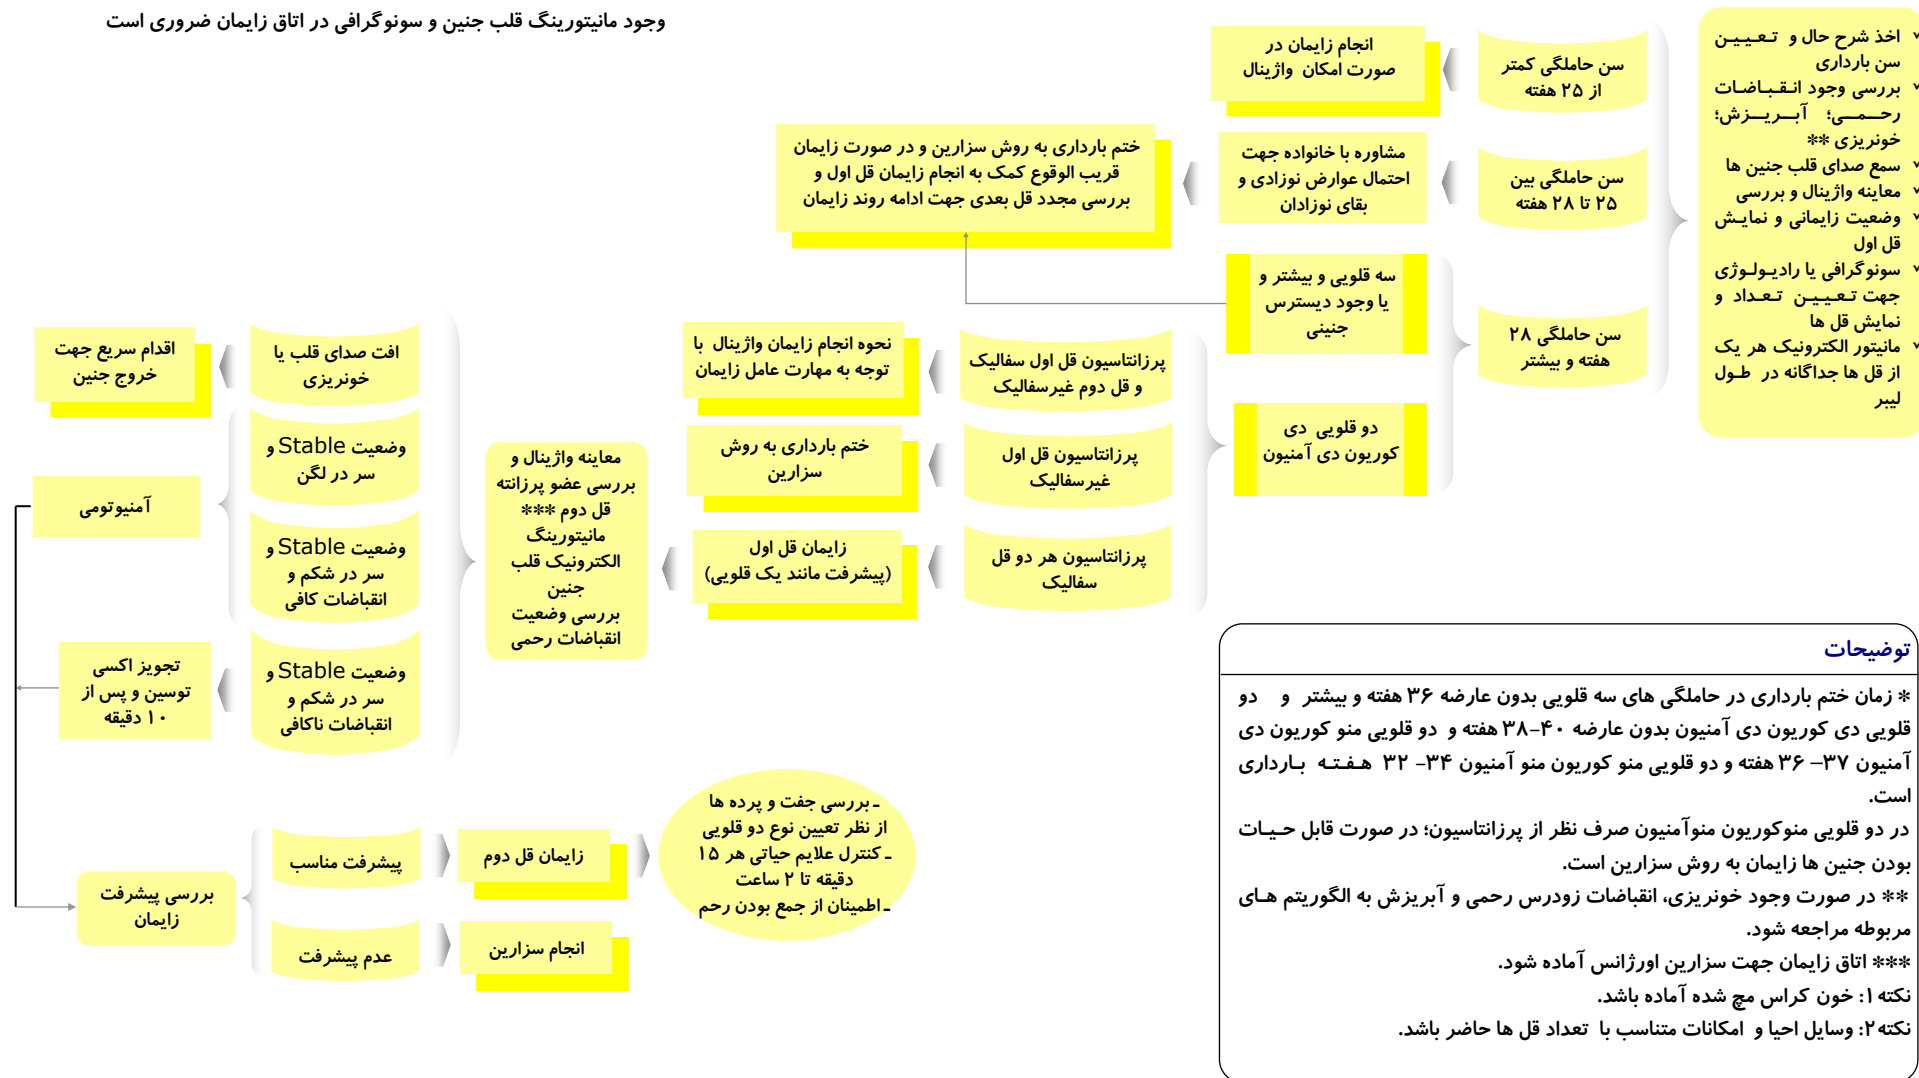 وجود مانیتورینگ قلب جنین و سونوگرافی در اتاق زایمان ضروری است
اخذ شرح حال و تعیین
سن بارداری
بررسی وجود انقباضات
رحمی؛ آبریزش؛
خونریزی **
سمع صدای قلب جنین ها
معاینه واژینال و بررسی
وضعیت زایمانی و نمایش
قل اول
سونوگرافی یا رادیولوژی
جهت تعیین تعداد و
نمایش قل ها
مانیتور الکترونیک هر یک
از قل ها جداگانه در طول
لیبر
سن حاملگی کمتر
از ۲۵ هفته
انجام زایمان در
صورت امکان واژینال
سن حاملگی بین
۲۵ تا ۲۸ هفته
مشاوره با خانواده جهت
احتمال عوارض نوزادی و
بقای نوزادان
ختم بارداری به روش سزارین و در صورت زایمان
قریب الوقوع کمک به انجام زایمان قل اول و
بررسی مجدد قل بعدی جهت ادامه روند زایمان
سن حاملگی ۲۸
هفته و بیشتر
سه قلویی و بیشتر و
یا وجود دیسترس
جنینی
دو قلویی دی
کوریون دی آمنیون
پرزانتاسیون قل اول سفالیک
و قل دوم غیرسفالیک
نحوه انجام زایمان واژینال با
توجه به مهارت عامل زایمان
پرزانتاسیون قل اول
غیرسفالیک
ختم بارداری به روش
سزارین
پرزانتاسیون هر دو قل
سفالیک
زایمان قل اول
(پیشرفت مانند یک قلویی)
معاینه واژینال و
بررسی عضو پرزانته
قل دوم ***
مانیتورینگ
الکترونیک قلب
جنین
بررسی وضعیت
انقباضات رحمی
افت صدای قلب یا
خونریزی
اقدام سریع جهت
خروج جنین
وضعیت Stable و
سر در لگن
وضعیت Stable و
سر در شکم و
انقباضات کافی
آمنیوتومی
وضعیت Stable و
سر در شکم و
انقباضات ناکافی
تجویز اکسی
توسین و پس از
۱۰ دقیقه
بررسی پیشرفت
زایمان
پیشرفت مناسب
زایمان قل دوم
ـ بررسی جفت و پرده ها
از نظر تعیین نوع دو قلویی
ـ کنترل علایم حیاتی هر ۱۵
دقیقه تا ۲ ساعت
ـ اطمینان از جمع بودن رحم
عدم پیشرفت
انجام سزارین
توضیحات
* زمان ختم بارداری در حاملگی های سه قلویی بدون عارضه ۳۶ هفته و بیشتر و دو
قلویی دی کوریون دی آمنیون بدون عارضه ۴۰-۳۸ هفته و دو قلویی منو کوریون دی
آمنیون ۳۷– ۳۶ هفته و دو قلویی منو کوریون منو آمنیون ۳۴- ۳۲ هفته بارداری
است.
در دو قلویی منوکوریون منوآمنیون صرف نظر از پرزانتاسیون؛ در صورت قابل حیات
بودن جنین ها زایمان به روش سزارین است.
** در صورت وجود خونریزی، انقباضات زودرس رحمی و آبریزش به الگوریتم های
مربوطه مراجعه شود.
*** اتاق زایمان جهت سزارین اورژانس آماده شود.
نکته۱: خون کراس مچ شده آماده باشد.
نکته۲: وسایل احیا و امکانات متناسب با تعداد قل ها حاضر باشد.